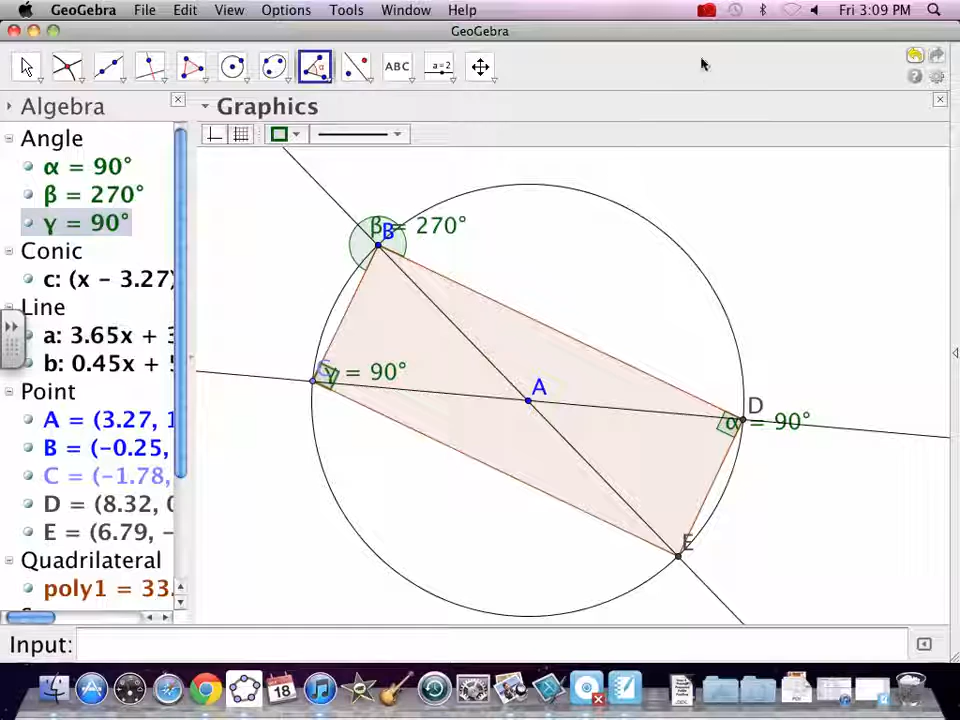 GeoGebra File Edit View Options Tools Window Help Fri 3:09 PM
GeoGebra
ABC a=2
Algebra
Graphics
Angle
α = 90°
β = 270°
γ = 90°
Conic
c: (x − 3.27)
Line
a: 3.65x + 3
b: 0.45x + 5
Point
A = (3.27, 1
B = (−0.25,
C = (−1.78,
D = (8.32, 0
E = (6.79, −
Quadrilateral
poly1 = 33.
β = 270°
B
C
γ = 90°
A
D
α = 90°
E
Input:
18